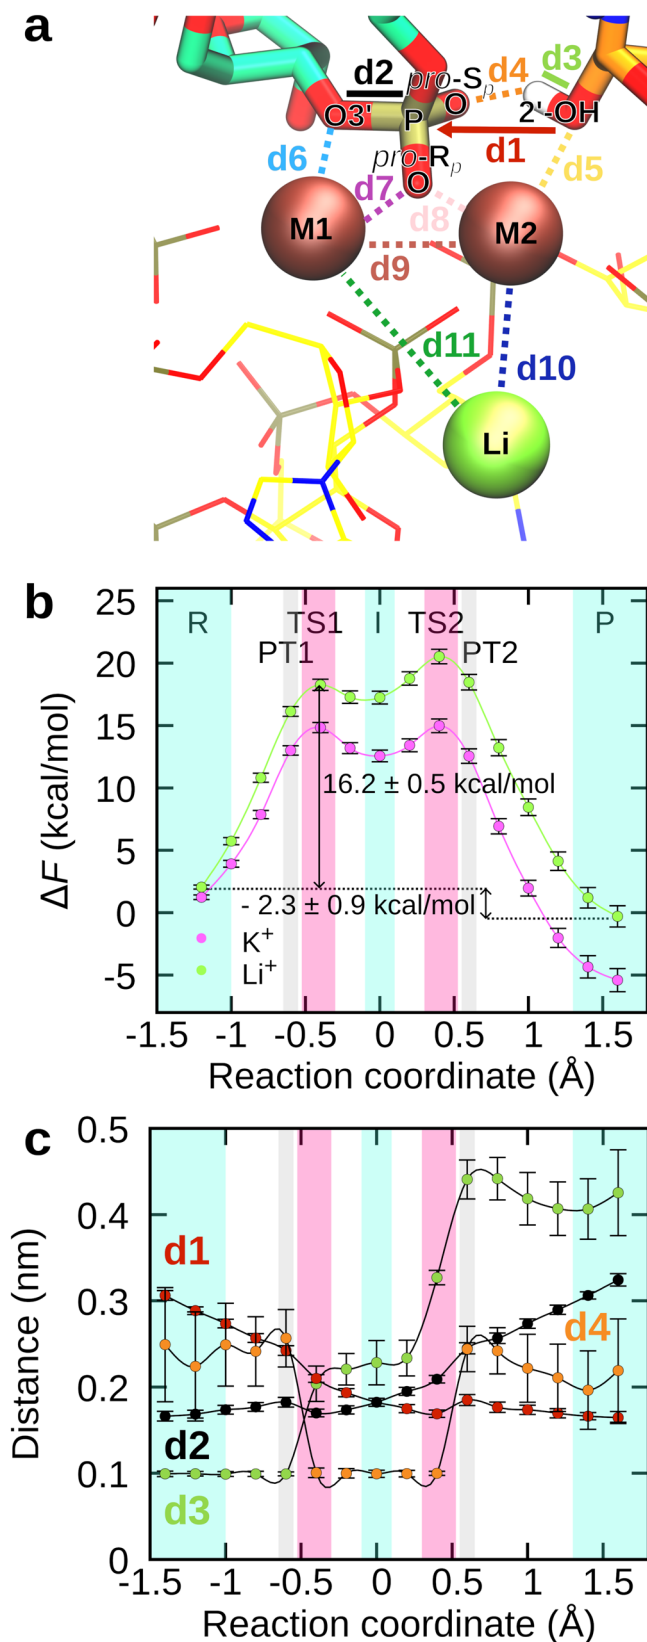 a
d2
pro-Sp
d4
d3
O3'
P
O
2'-OH
d1
d6
pro-Rp
d7
O
d5
d8
M1
M2
d9
d11
d10
Li
b
25
20
15
10
5
0
-5
ΔF (kcal/mol)
R
TS1
I
TS2
P
PT1
PT2
16.2 ± 0.5 kcal/mol
- 2.3 ± 0.9 kcal/mol
K+
Li+
-1.5 -1 -0.5 0 0.5 1 1.5
Reaction coordinate (Å)
c
0.5
0.4
0.3
0.2
0.1
0
Distance (nm)
d1
d4
d2
d3
-1.5 -1 -0.5 0 0.5 1 1.5
Reaction coordinate (Å)